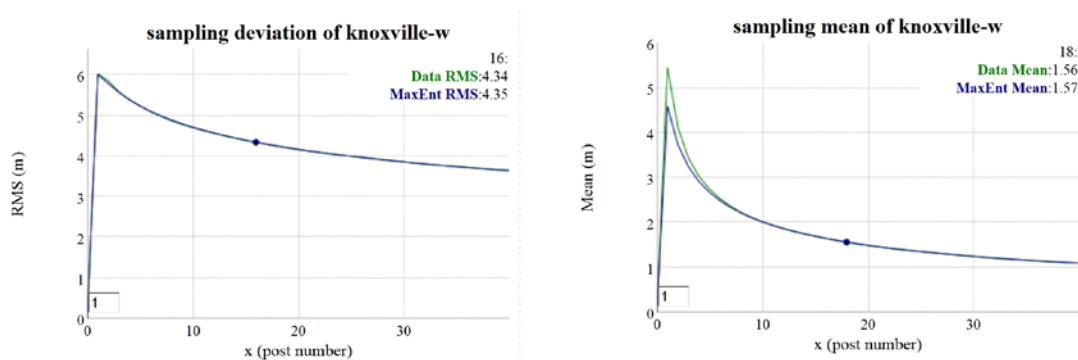 sampling deviation of knoxville-w
16:
Data RMS:4.34
MaxEnt RMS:4.35
6
5
4
3
2
1
0
RMS (m)
1
0
10
20
30
x (post number)
sampling mean of knoxville-w
18:
Data Mean:1.56
MaxEnt Mean:1.57
6
5
4
3
2
1
0
Mean (m)
1
0
10
20
30
x (post number)